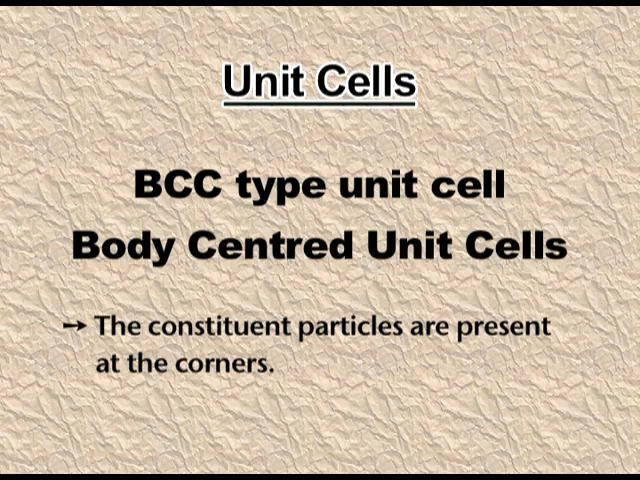 Unit Cells
BCC type unit cell
Body Centred Unit Cells
→ The constituent particles are present
at the corners.